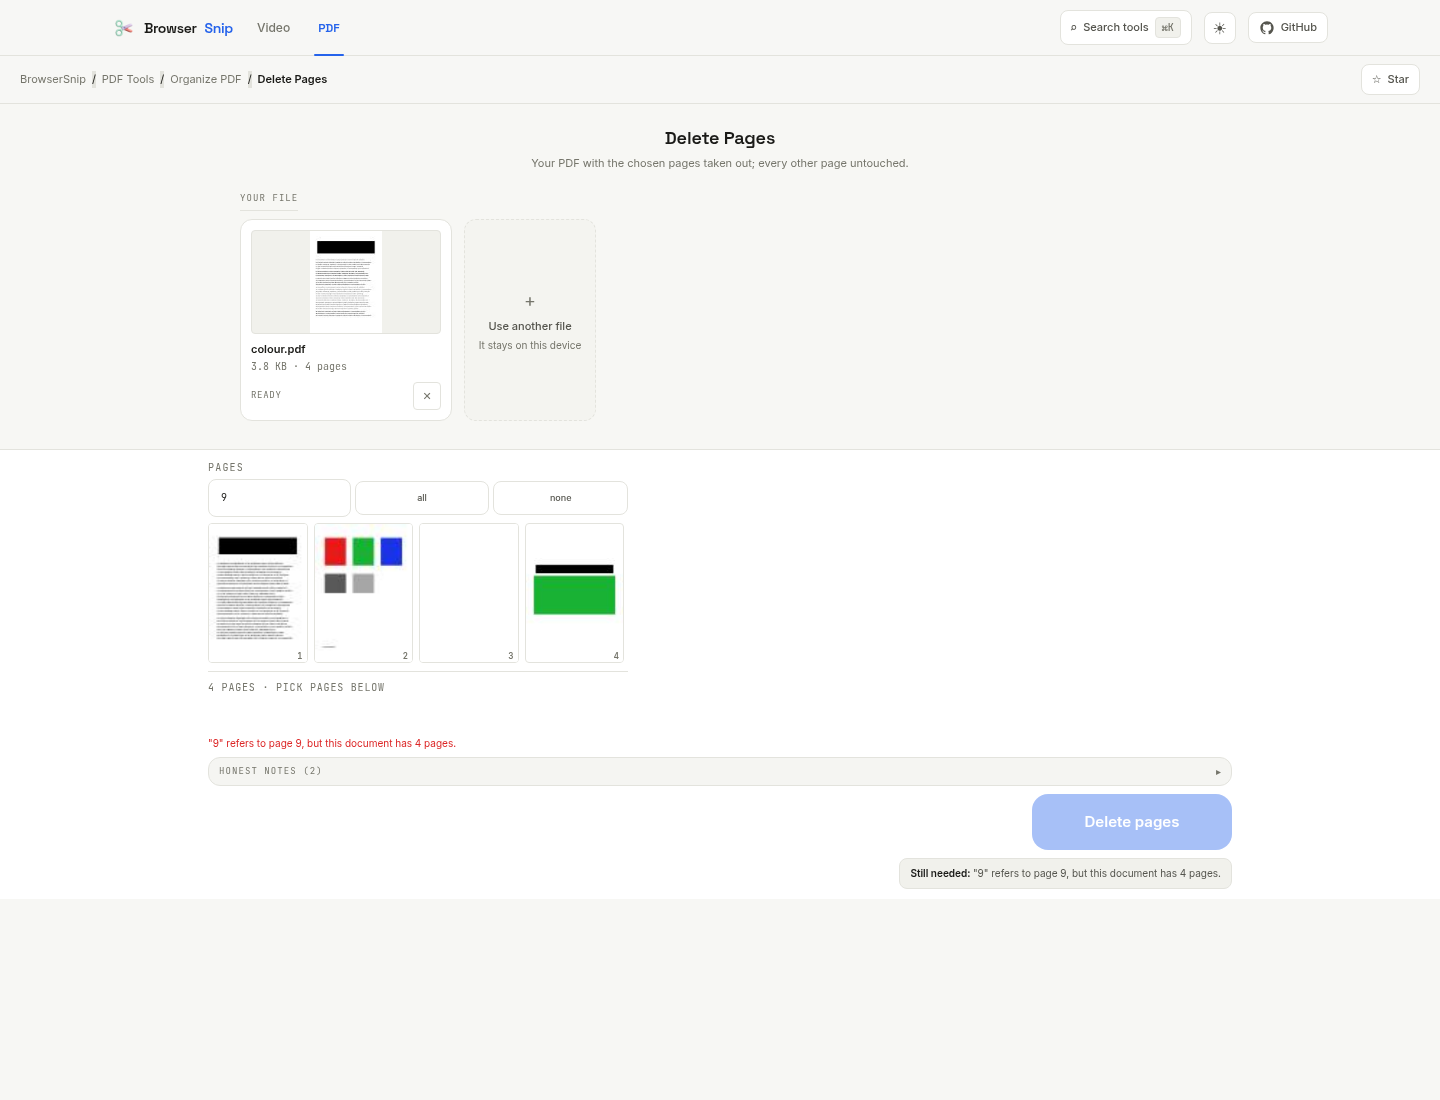 Browser Snip
Video
PDF
Search tools ⌘K
GitHub
BrowserSnip / PDF Tools / Organize PDF / Delete Pages
☆ Star
Delete Pages
Your PDF with the chosen pages taken out; every other page untouched.
YOUR FILE
colour.pdf
3.8 KB · 4 pages
READY
×
+
Use another file
It stays on this device
PAGES
9
all
none
1
2
3
4
4 PAGES · PICK PAGES BELOW
"9" refers to page 9, but this document has 4 pages.
HONEST NOTES (2)
Delete pages
Still needed: "9" refers to page 9, but this document has 4 pages.